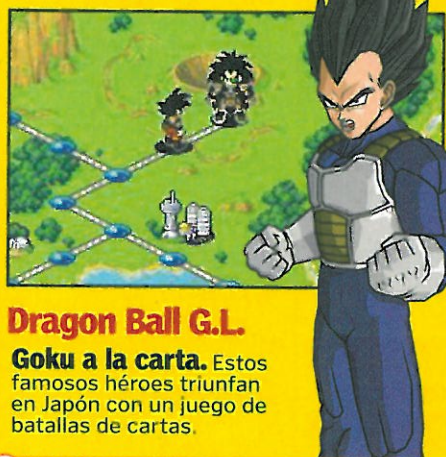 Dragon Ball G.L.
Goku a la carta. Estos
famosos héroes triunfan
en Japón con un juego de
batallas de cartas.